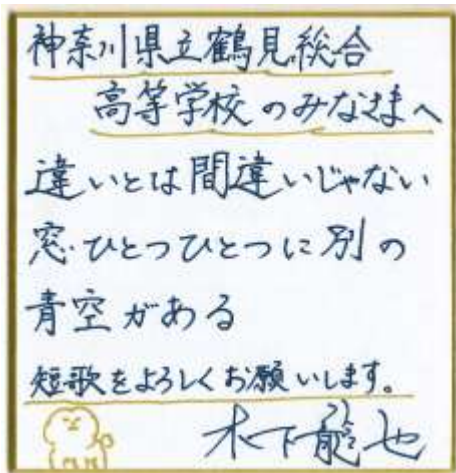 神奈川県立鶴見総合
高等学校のみなさまへ
違いとは間違いじゃない
窓ひとつひとつに別の
青空がある
短歌をよろしくお願いします。
木下龍也